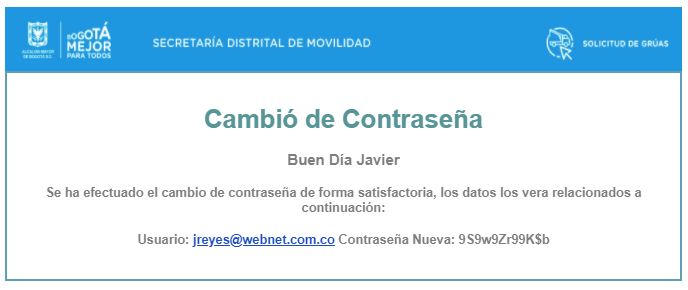 BOGOTÁ
MEJOR
PARA TODOS
ALCALDÍA MAYOR
DE BOGOTÁ D.C.
SECRETARÍA DISTRITAL DE MOVILIDAD
SOLICITUD DE GRÚAS
Cambió de Contraseña
Buen Día Javier
Se ha efectuado el cambio de contraseña de forma satisfactoria, los datos los vera relacionados a
continuación:
Usuario: jreyes@webnet.com.co Contraseña Nueva: 9S9w9Zr99K$b